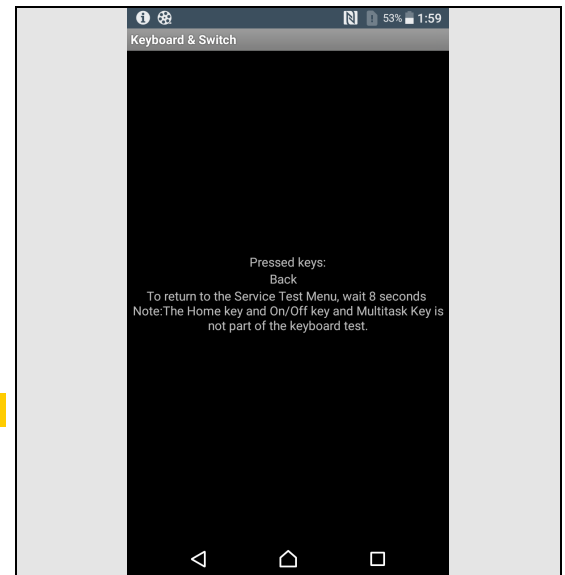 53% 1:59
Keyboard & Switch
Pressed keys:
Back
To return to the Service Test Menu, wait 8 seconds
Note:The Home key and On/Off key and Multitask Key is
not part of the keyboard test.